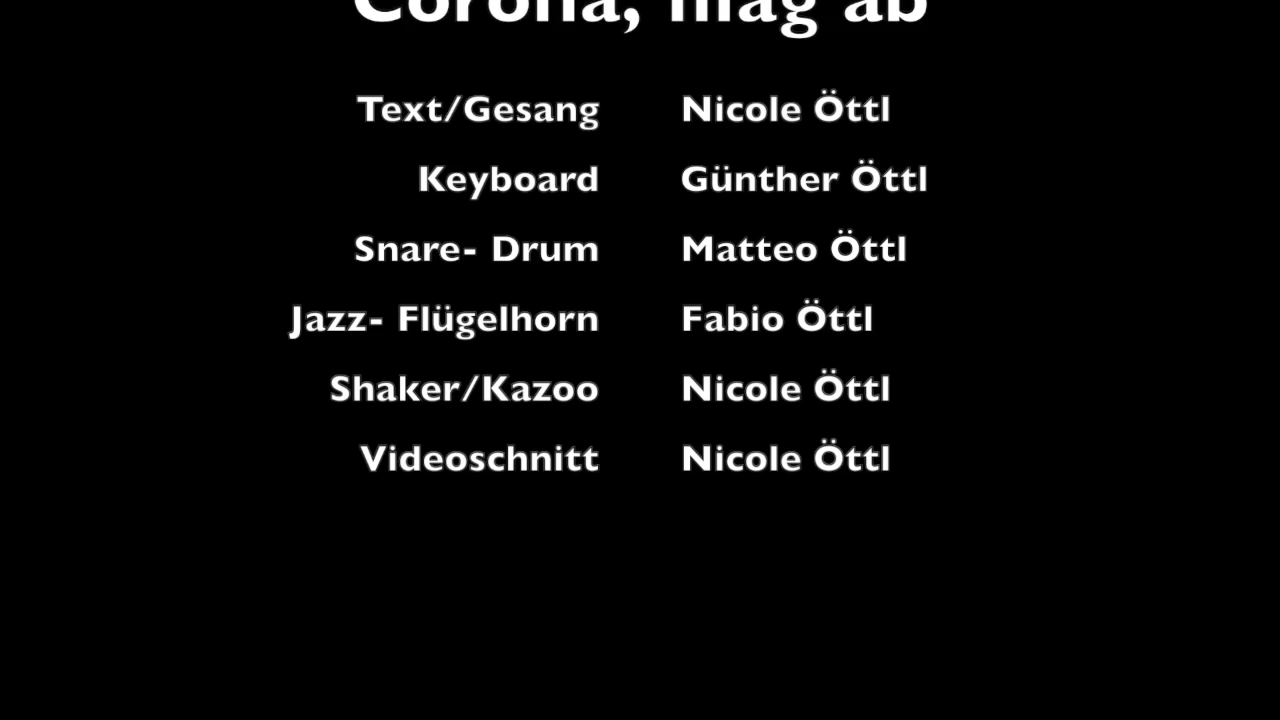 Corona, mag ab
Text/Gesang Nicole Öttl
Keyboard Günther Öttl
Snare- Drum Matteo Öttl
Jazz- Flügelhorn Fabio Öttl
Shaker/Kazoo Nicole Öttl
Videoschnitt Nicole Öttl